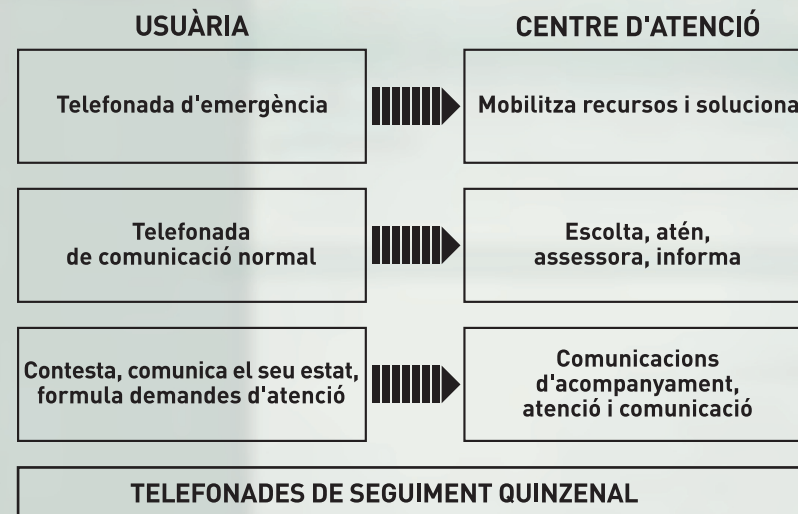 USUÀRIA
CENTRE D'ATENCIÓ
Telefonada d'emergència
Mobilitza recursos i soluciona
Telefonada
de comunicació normal
Escolta, atén,
assessora, informa
Contesta, comunica el seu estat,
formula demandes d'atenció
Comunicacions
d'acompanyament,
atenció i comunicació
TELEFONADES DE SEGUIMENT QUINZENAL